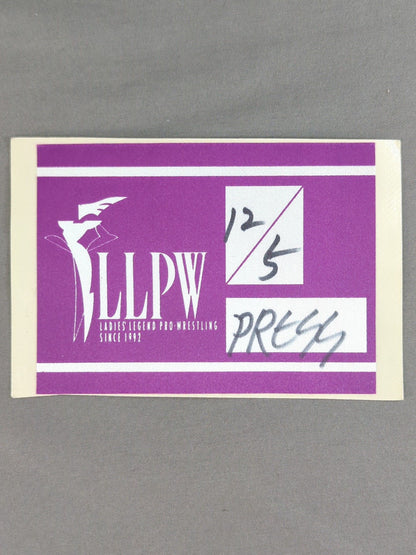 LLPW
LADIES LEGEND PRO-WRESTLING
SINCE 1992
12/5
PRESS